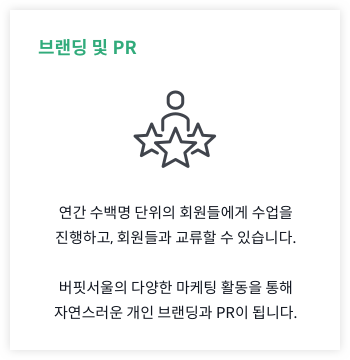 브랜딩 및 PR
연간 수백명 단위의 회원들에게 수업을
진행하고, 회원들과 교류할 수 있습니다.
버핏서울의 다양한 마케팅 활동을 통해
자연스러운 개인 브랜딩과 PR이 됩니다.